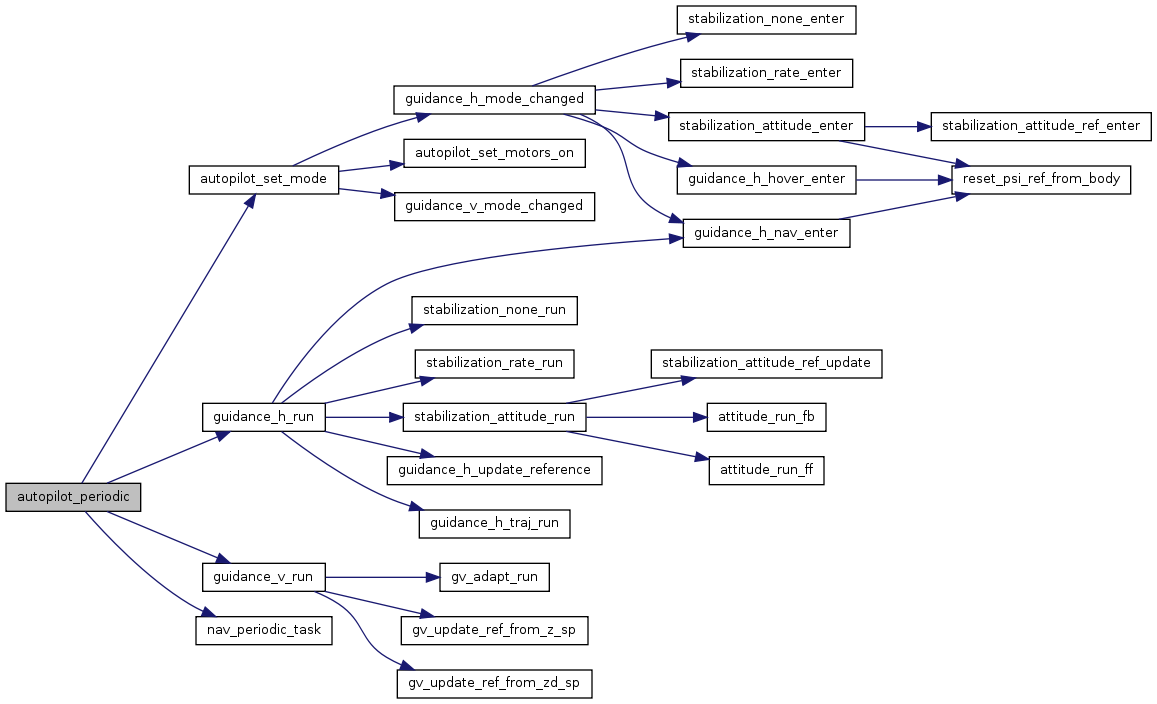 stabilization_none_enter
stabilization_rate_enter
guidance_h_mode_changed
stabilization_attitude_enter
stabilization_attitude_ref_enter
autopilot_set_motors_on
autopilot_set_mode
guidance_h_hover_enter
reset_psi_ref_from_body
guidance_v_mode_changed
guidance_h_nav_enter
stabilization_none_run
stabilization_rate_run
stabilization_attitude_ref_update
guidance_h_run
stabilization_attitude_run
attitude_run_fb
guidance_h_update_reference
attitude_run_ff
autopilot_periodic
guidance_h_traj_run
guidance_v_run
gv_adapt_run
nav_periodic_task
gv_update_ref_from_z_sp
gv_update_ref_from_zd_sp